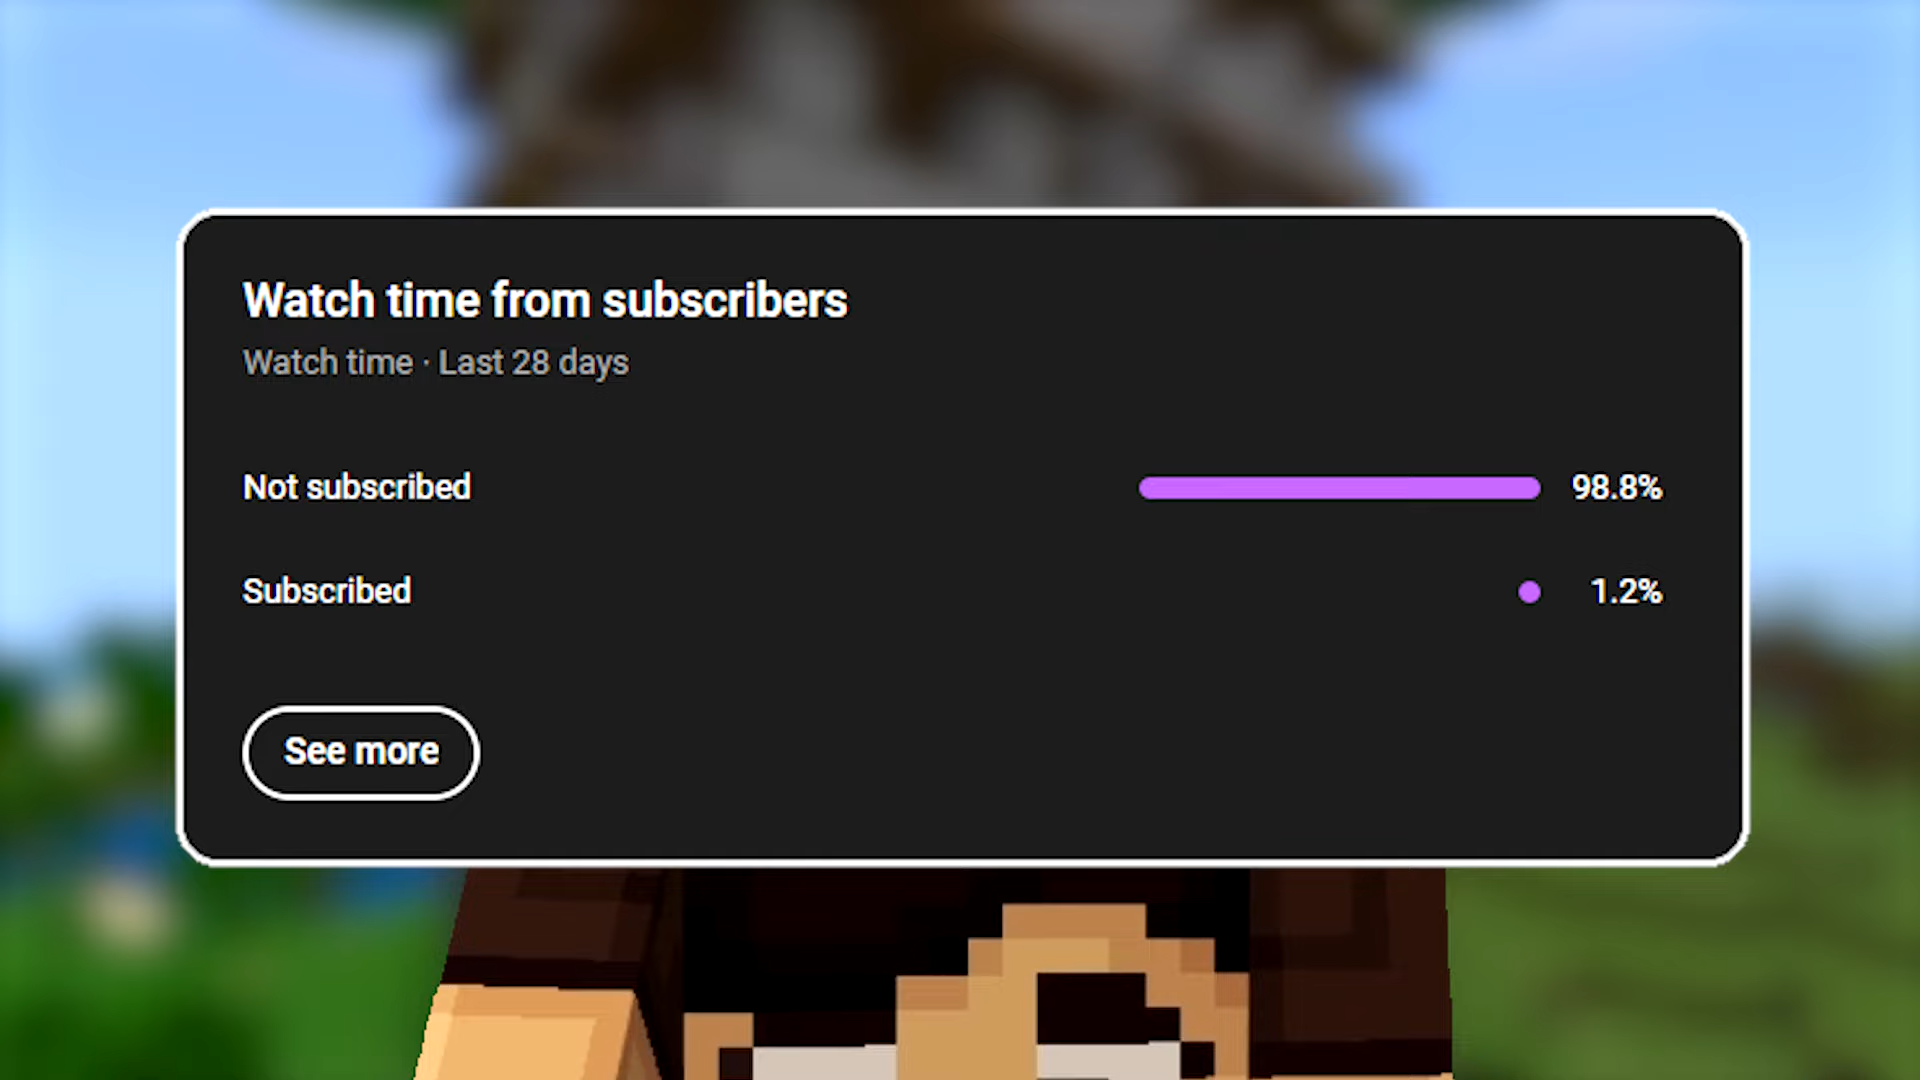 Watch time from subscribers
Watch time · Last 28 days
Not subscribed 98.8%
Subscribed 1.2%
See more